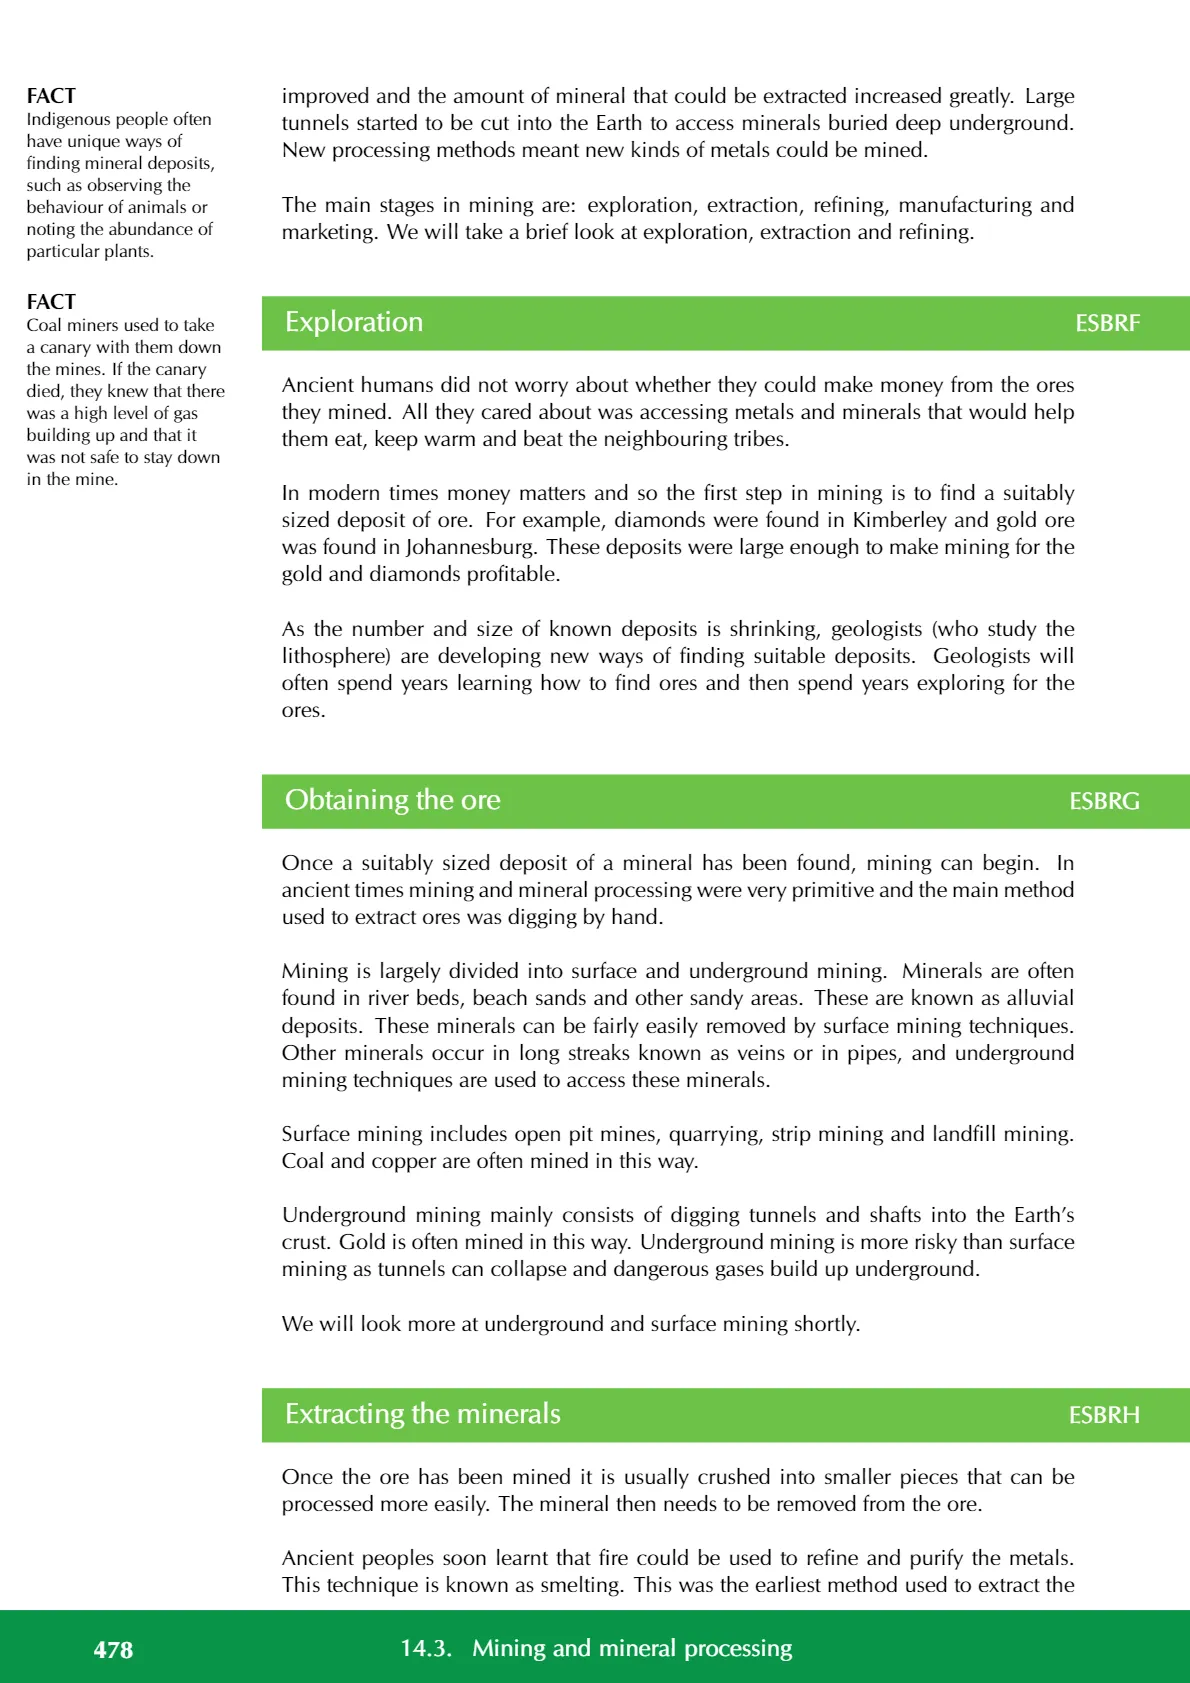 FACT
Indigenous people often
have unique ways of
finding mineral deposits,
such as observing the
behaviour of animals or
noting the abundance of
particular plants.
FACT
Coal miners used to take
a canary with them down
the mines. If the canary
died, they knew that there
was a high level of gas
building up and that it
was not safe to stay down
in the mine.
improved and the amount of mineral that could be extracted increased greatly. Large
tunnels started to be cut into the Earth to access minerals buried deep underground.
New processing methods meant new kinds of metals could be mined.
The main stages in mining are: exploration, extraction, refining, manufacturing and
marketing. We will take a brief look at exploration, extraction and refining.
Exploration ESBRF
Ancient humans did not worry about whether they could make money from the ores
they mined. All they cared about was accessing metals and minerals that would help
them eat, keep warm and beat the neighbouring tribes.
In modern times money matters and so the first step in mining is to find a suitably
sized deposit of ore. For example, diamonds were found in Kimberley and gold ore
was found in Johannesburg. These deposits were large enough to make mining for the
gold and diamonds profitable.
As the number and size of known deposits is shrinking, geologists (who study the
lithosphere) are developing new ways of finding suitable deposits. Geologists will
often spend years learning how to find ores and then spend years exploring for the
ores.
Obtaining the ore ESBRG
Once a suitably sized deposit of a mineral has been found, mining can begin. In
ancient times mining and mineral processing were very primitive and the main method
used to extract ores was digging by hand.
Mining is largely divided into surface and underground mining. Minerals are often
found in river beds, beach sands and other sandy areas. These are known as alluvial
deposits. These minerals can be fairly easily removed by surface mining techniques.
Other minerals occur in long streaks known as veins or in pipes, and underground
mining techniques are used to access these minerals.
Surface mining includes open pit mines, quarrying, strip mining and landfill mining.
Coal and copper are often mined in this way.
Underground mining mainly consists of digging tunnels and shafts into the Earth’s
crust. Gold is often mined in this way. Underground mining is more risky than surface
mining as tunnels can collapse and dangerous gases build up underground.
We will look more at underground and surface mining shortly.
Extracting the minerals ESBRH
Once the ore has been mined it is usually crushed into smaller pieces that can be
processed more easily. The mineral then needs to be removed from the ore.
Ancient peoples soon learnt that fire could be used to refine and purify the metals.
This technique is known as smelting. This was the earliest method used to extract the
478 14.3. Mining and mineral processing